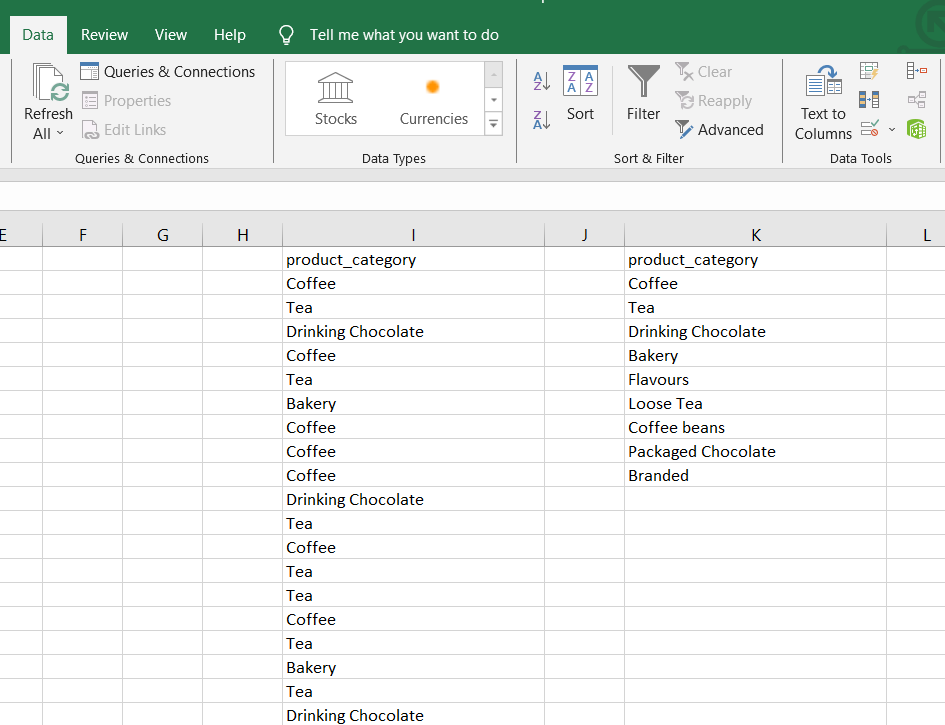 Data Review View Help Tell me what you want to do
Queries & Connections
Properties
Edit Links
Refresh
All
Queries & Connections
Stocks Currencies
Data Types
A
Z
Z
A
Z A
A Z
Sort
Filter
Clear
Reapply
Advanced
Sort & Filter
Text to
Columns
Data Tools
E F G H I J K L
product_category product_category
Coffee Coffee
Tea Tea
Drinking Chocolate Drinking Chocolate
Coffee Bakery
Tea Flavours
Bakery Loose Tea
Coffee Coffee beans
Coffee Packaged Chocolate
Coffee Branded
Drinking Chocolate
Tea
Coffee
Tea
Tea
Coffee
Tea
Bakery
Tea
Drinking Chocolate